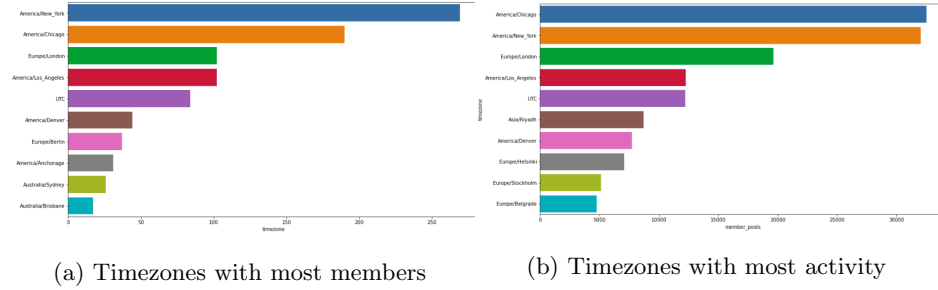 America/New_York
America/Chicago
Europe/London
America/Los_Angeles
UTC
America/Denver
Europe/Berlin
America/Anchorage
Australia/Sydney
Australia/Brisbane
0 50 100 150 200 250
timezone
(a) Timezones with most members
timezone
America/Chicago
America/New_York
Europe/London
America/Los_Angeles
UTC
Asia/Riyadh
America/Denver
Europe/Helsinki
Europe/Stockholm
Europe/Belgrade
0 5000 10000 15000 20000 25000 30000
member_posts
(b) Timezones with most activity